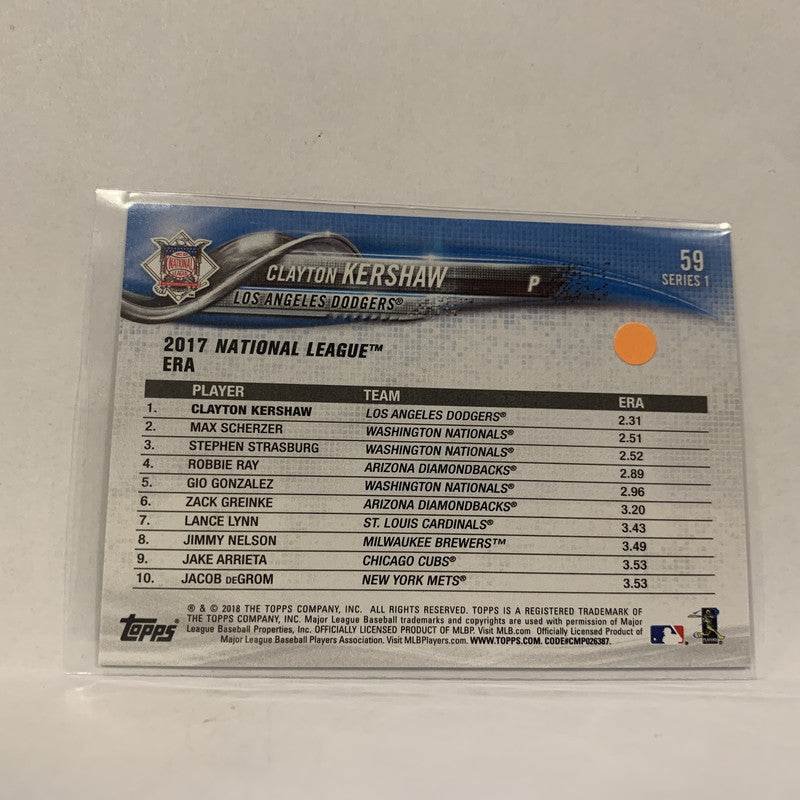 NATIONAL LEAGUE
CLAYTON KERSHAW P
LOS ANGELES DODGERS®
59
SERIES 1
2017 NATIONAL LEAGUE™
ERA
PLAYER TEAM ERA
1. CLAYTON KERSHAW LOS ANGELES DODGERS® 2.31
2. MAX SCHERZER WASHINGTON NATIONALS® 2.51
3. STEPHEN STRASBURG WASHINGTON NATIONALS® 2.52
4. ROBBIE RAY ARIZONA DIAMONDBACKS® 2.89
5. GIO GONZALEZ WASHINGTON NATIONALS® 2.96
6. ZACK GREINKE ARIZONA DIAMONDBACKS® 3.20
7. LANCE LYNN ST. LOUIS CARDINALS® 3.43
8. JIMMY NELSON MILWAUKEE BREWERS™ 3.49
9. JAKE ARRIETA CHICAGO CUBS® 3.53
10. JACOB DEGROM NEW YORK METS® 3.53
topps®
® & © 2018 THE TOPPS COMPANY, INC. ALL RIGHTS RESERVED. TOPPS IS A REGISTERED TRADEMARK OF
THE TOPPS COMPANY, INC. Major League Baseball trademarks and copyrights are used with permission of Major
League Baseball Properties, Inc. OFFICIALLY LICENSED PRODUCT OF MLBP. Visit MLB.com Officially Licensed Product of
Major League Baseball Players Association. Visit MLBPlayers.com. WWW.TOPPS.COM. CODE#CMP026387.